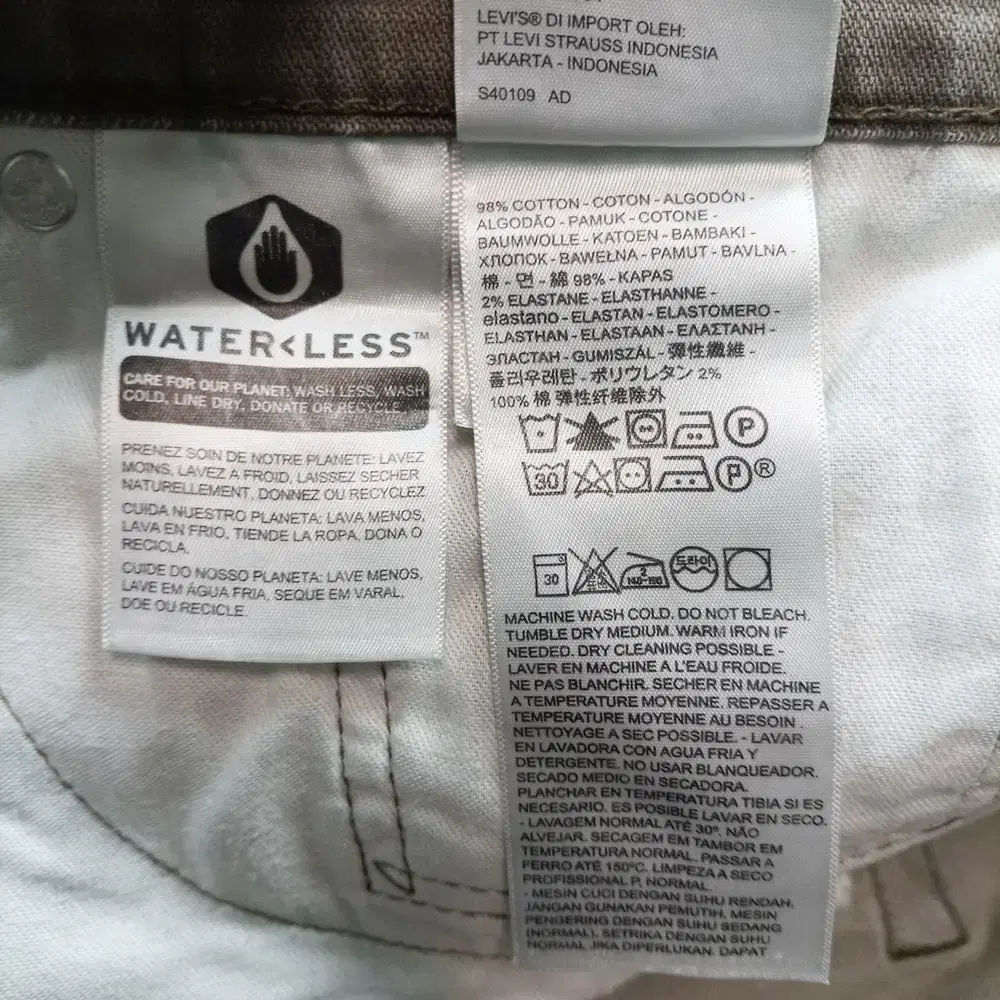 LEVI'S® DI IMPORT OLEH:
PT LEVI STRAUSS INDONESIA
JAKARTA - INDONESIA
S40109 AD
WATER<LESS™
CARE FOR OUR PLANET: WASH LESS, WASH
COLD, LINE DRY, DONATE OR RECYCLE
PRENEZ SOIN DE NOTRE PLANETE: LAVEZ
MOINS, LAVEZ A FROID, LAISSEZ SECHER
NATURELLEMENT, DONNEZ OU RECYCLEZ
CUIDA NUESTRO PLANETA: LAVA MENOS,
LAVA EN FRIO, TIENDE LA ROPA, DONA O
RECICLA.
CUIDE DO NOSSO PLANETA: LAVE MENOS,
LAVE EM ÁGUA FRIA, SEQUE EM VARAL,
DOE OU RECICLE
98% COTTON - COTON - ALGODÓN -
ALGODÃO - PAMUK - COTONE -
BAUMWOLLE - KATOEN - BAMBAKI -
ХЛОПОК - BAWEŁNA - PAMUT - BAVLNA -
棉 - 면 - 綿 98% - KAPAS
2% ELASTANE - ELASTHANNE -
elastano - ELASTAN - ELASTOMERO -
ELASTHAN - ELASTAAN - ΕΛΑΣΤΑΝΗ -
ЭЛАСТАН - GUMISZÁL - 彈性纖維 -
폴리우레탄 - ポリウレタン 2%
100% 棉 弹性纤维除外
P
30 P®
30 2 140-160 드라이
MACHINE WASH COLD. DO NOT BLEACH.
TUMBLE DRY MEDIUM. WARM IRON IF
NEEDED. DRY CLEANING POSSIBLE -
LAVER EN MACHINE A L'EAU FROIDE.
NE PAS BLANCHIR. SECHER EN MACHINE
A TEMPERATURE MOYENNE. REPASSER A
TEMPERATURE MOYENNE AU BESOIN.
NETTOYAGE A SEC POSSIBLE. - LAVAR
EN LAVADORA CON AGUA FRIA Y
DETERGENTE. NO USAR BLANQUEADOR.
SECADO MEDIO EN SECADORA.
PLANCHAR EN TEMPERATURA TIBIA SI ES
NECESARIO. ES POSIBLE LAVAR EN SECO.
- LAVAGEM NORMAL ATÉ 30º. NÃO
ALVEJAR. SECAGEM EM TAMBOR EM
TEMPERATURA NORMAL. PASSAR A
FERRO ATÉ 150ºC. LIMPEZA A SECO
PROFISSIONAL P, NORMAL.
- MESIN CUCI DENGAN SUHU RENDAH.
JANGAN GUNAKAN PEMUTIH. MESIN
PENGERING DENGAN SUHU SEDANG
(NORMAL). SETRIKA DENGAN SUHU
NORMAL JIKA DIPERLUKAN. DAPAT